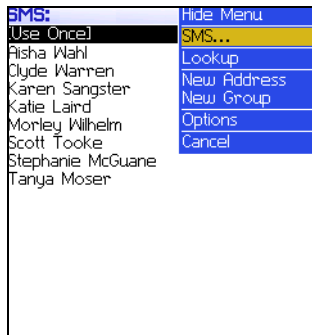 SMS:
[Use Once]
Aisha Wahl
Clyde Warren
Karen Sangster
Katie Laird
Morley Wilhelm
Scott Tooke
Stephanie McGuane
Tanya Moser
Hide Menu
SMS...
Lookup
New Address
New Group
Options
Cancel